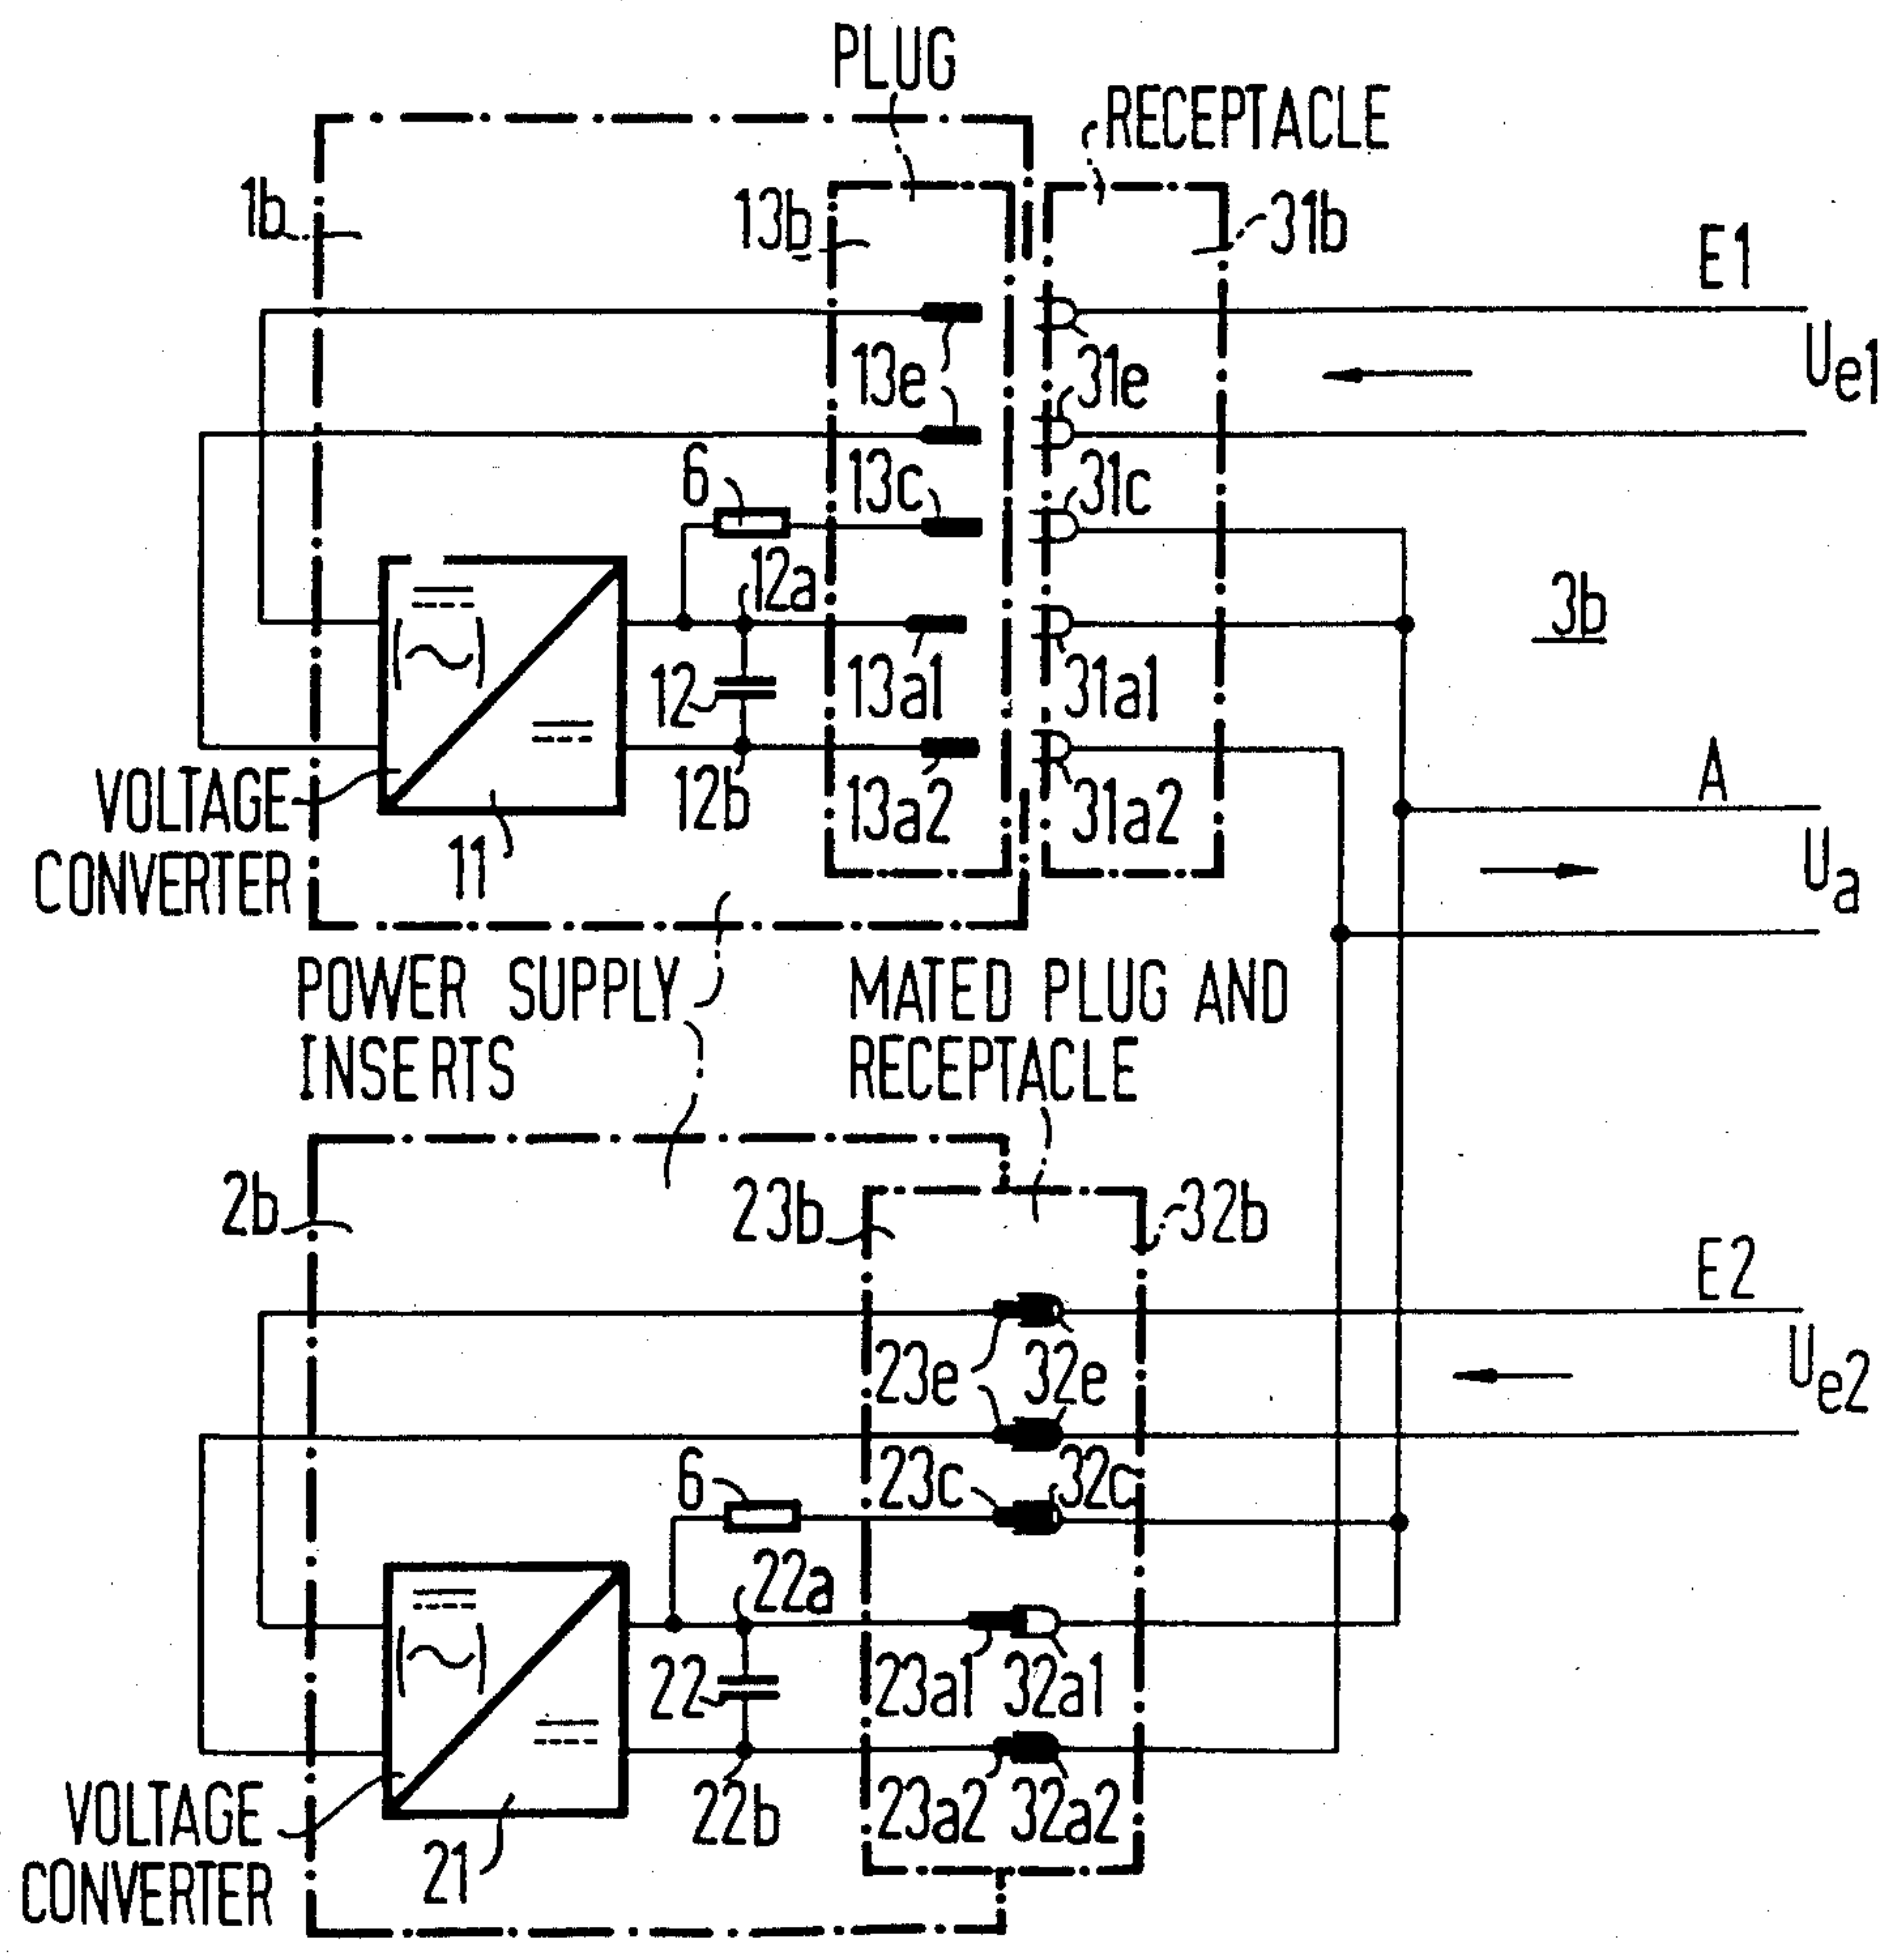 PLUG
RECEPTACLE
1b
13b
31b
E1
Ue1
13e
31e
6
13c
31c
12a
3b
12
13a1
31a1
A
VOLTAGE
CONVERTER
11
12b
13a2
31a2
Ua
POWER SUPPLY
INSERTS
MATED PLUG AND
RECEPTACLE
2b
23b
32b
E2
23e
32e
Ue2
6
23c
32c
22a
22
23a1
32a1
VOLTAGE
CONVERTER
21
22b
23a2
32a2